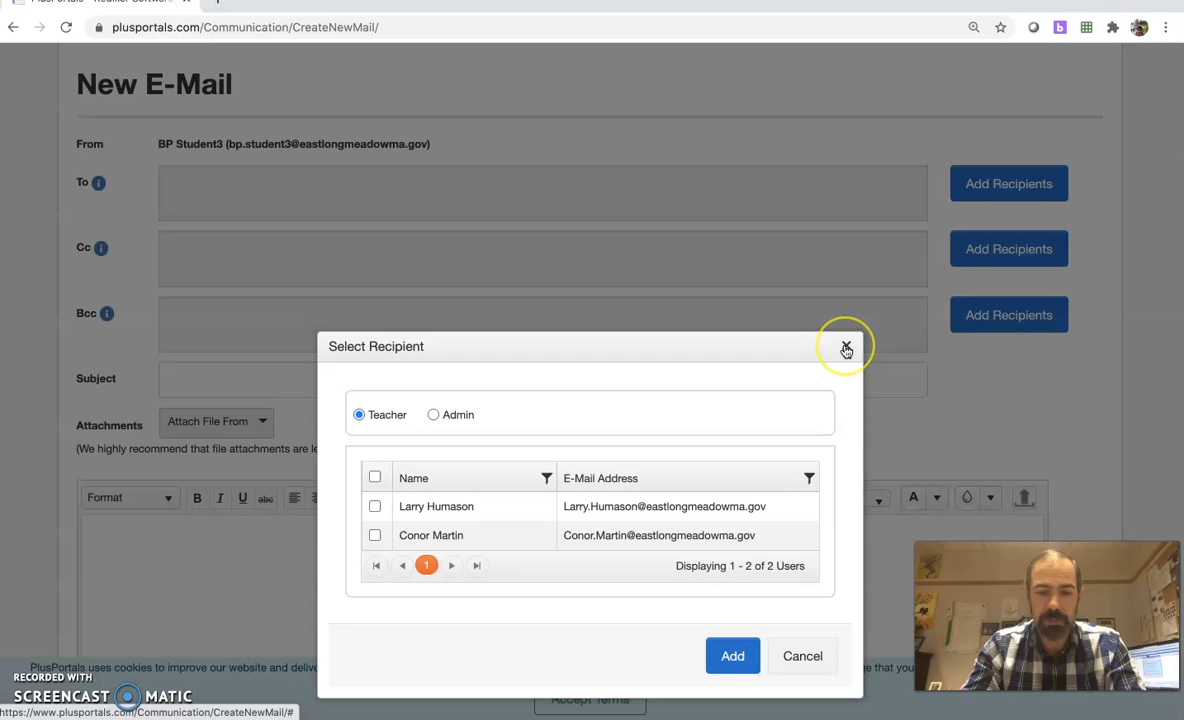 plusportals.com/Communication/CreateNewMail/
New E-Mail
From BP Student3 (bp.student3@eastlongmeadowma.gov)
To Add Recipients
Cc Add Recipients
Bcc Add Recipients
Select Recipient
Subject
Teacher Admin
Attachments Attach File From
(We highly recommend that file attachments are
Name E-Mail Address
Format B I U abc A
Larry Humason Larry.Humason@eastlongmeadowma.gov
Conor Martin Conor.Martin@eastlongmeadowma.gov
1 Displaying 1 - 2 of 2 Users
Add Cancel
PlusPortals uses cookies to improve our website and
RECORDED WITH
SCREENCAST MATIC
Accept Terms
https://www.plusportals.com/Communication/CreateNewMail/#